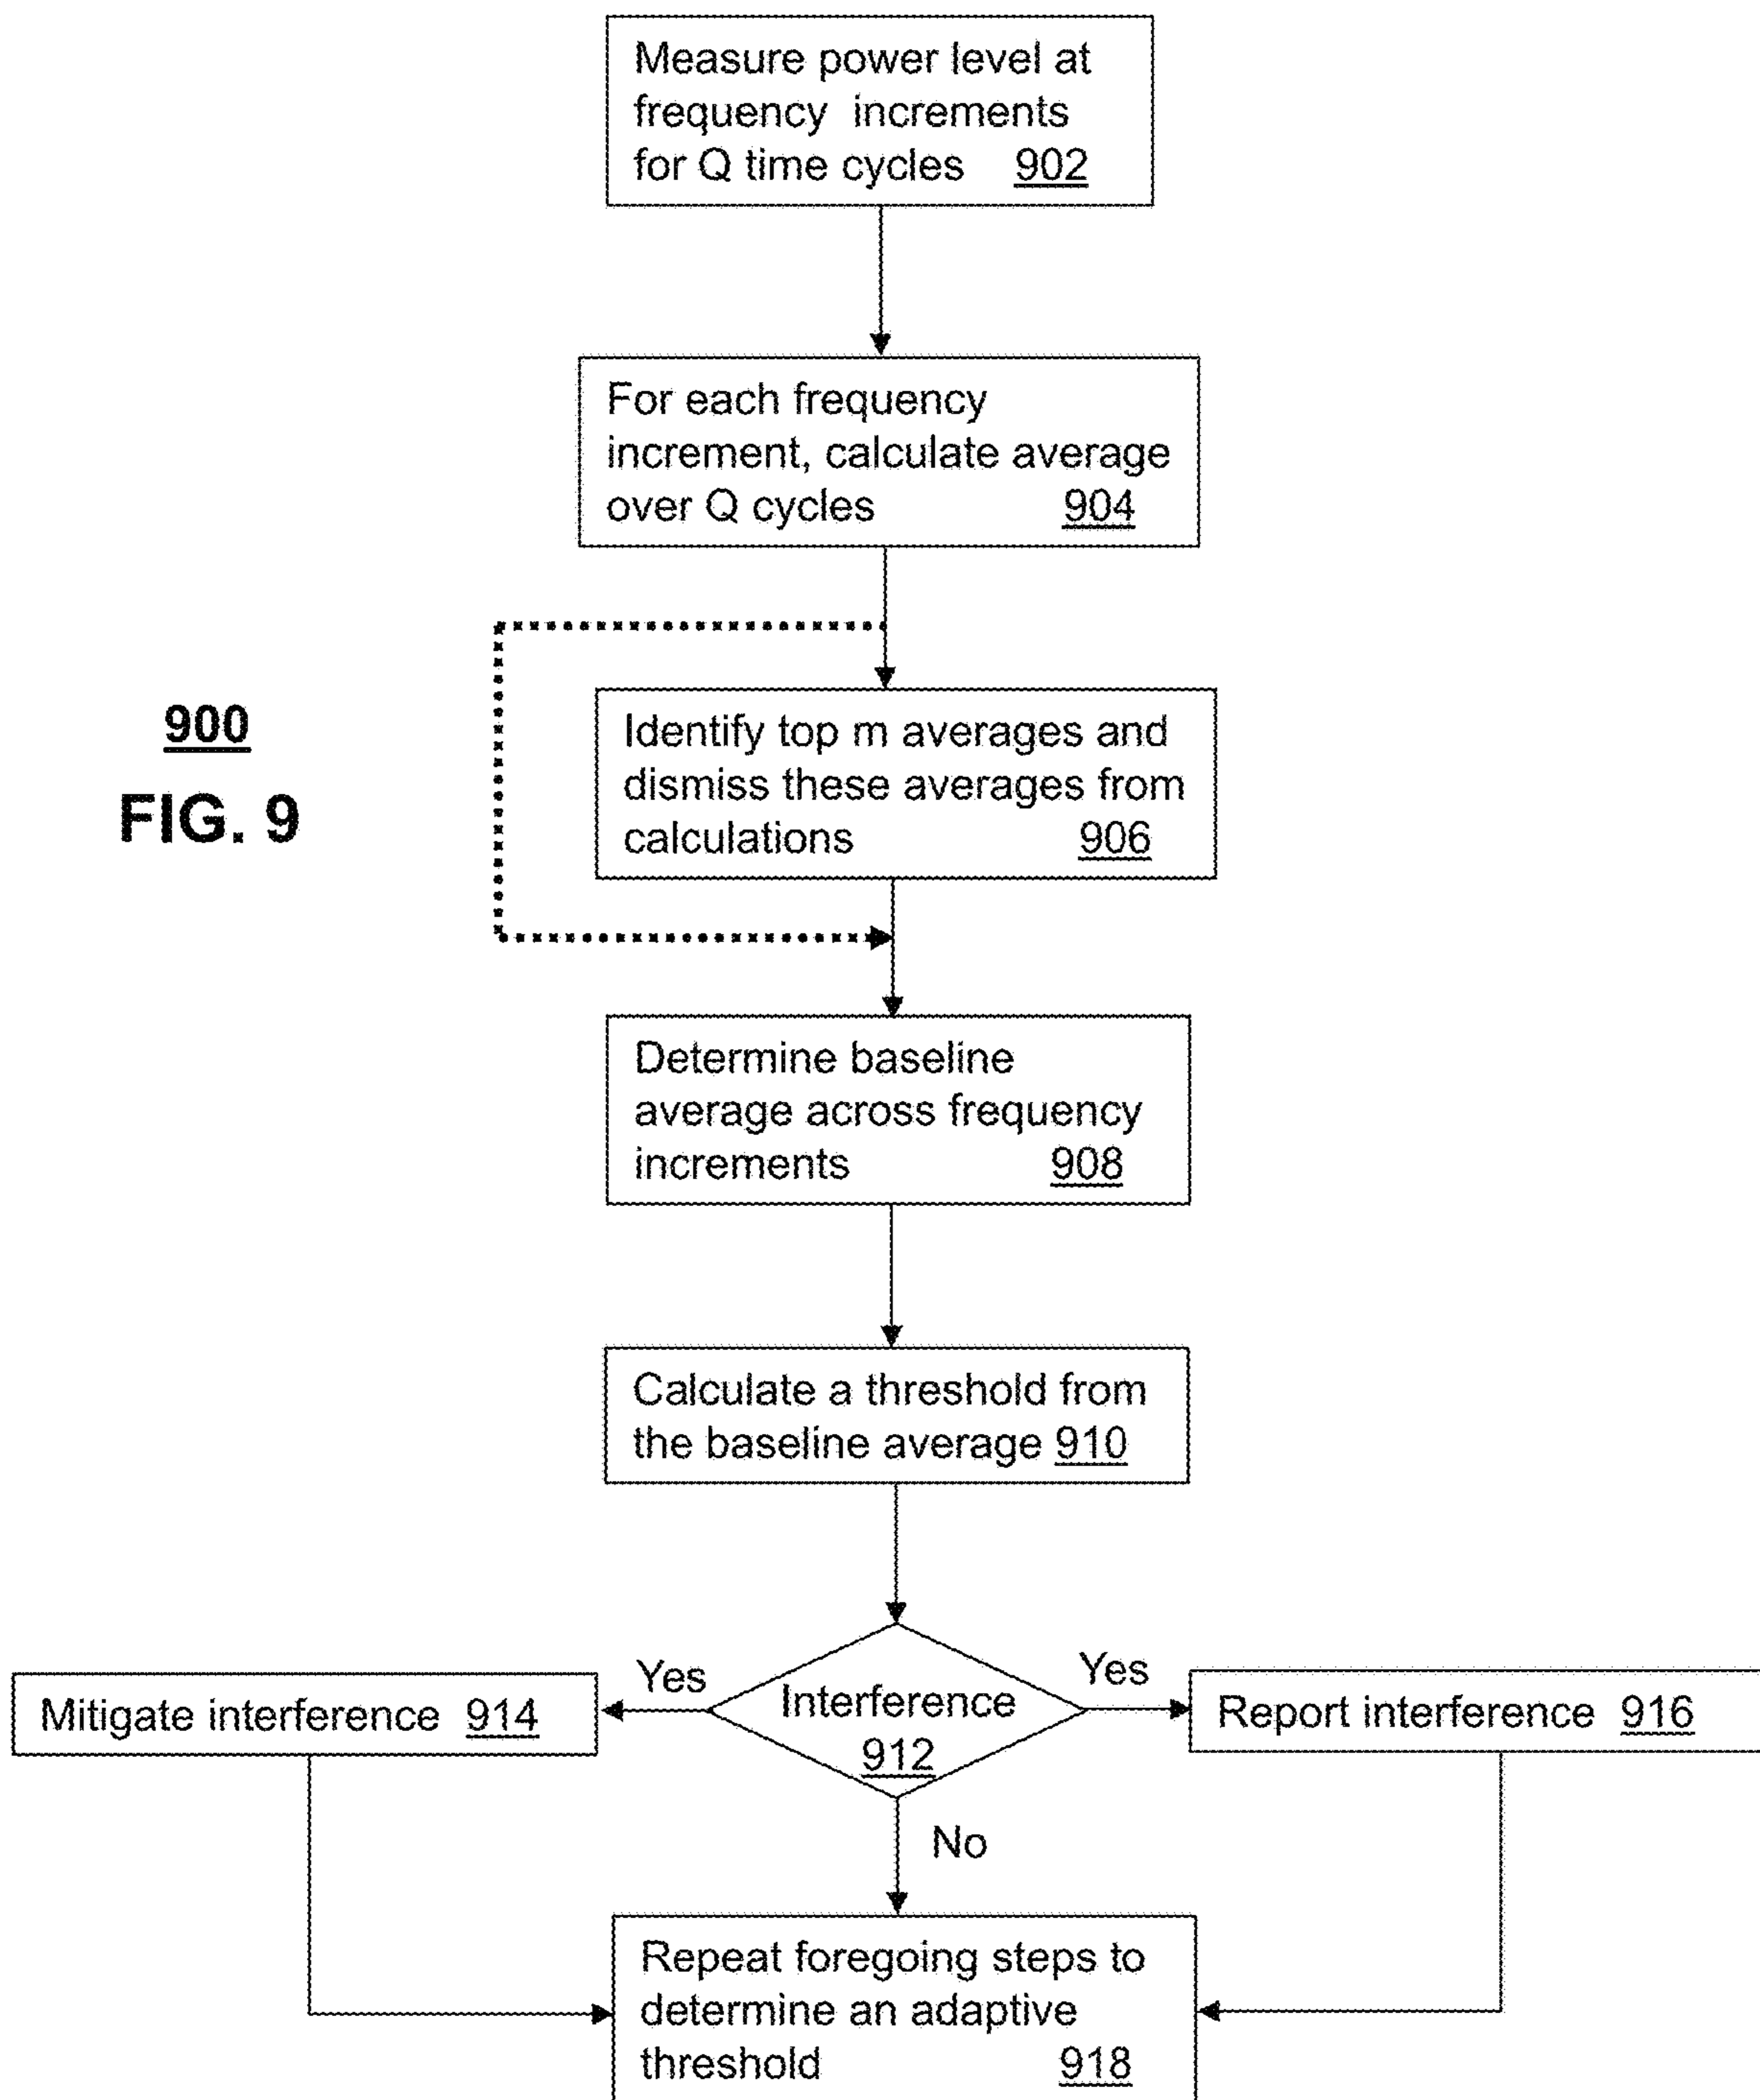 Measure power level at
frequency increments
for Q time cycles 902
For each frequency
increment, calculate average
over Q cycles 904
900
FIG. 9
Identify top m averages and
dismiss these averages from
calculations 906
Determine baseline
average across frequency
increments 908
Calculate a threshold from
the baseline average 910
Yes
Yes
Mitigate interference 914
Interference
912
Report interference 916
No
Repeat foregoing steps to
determine an adaptive
threshold 918